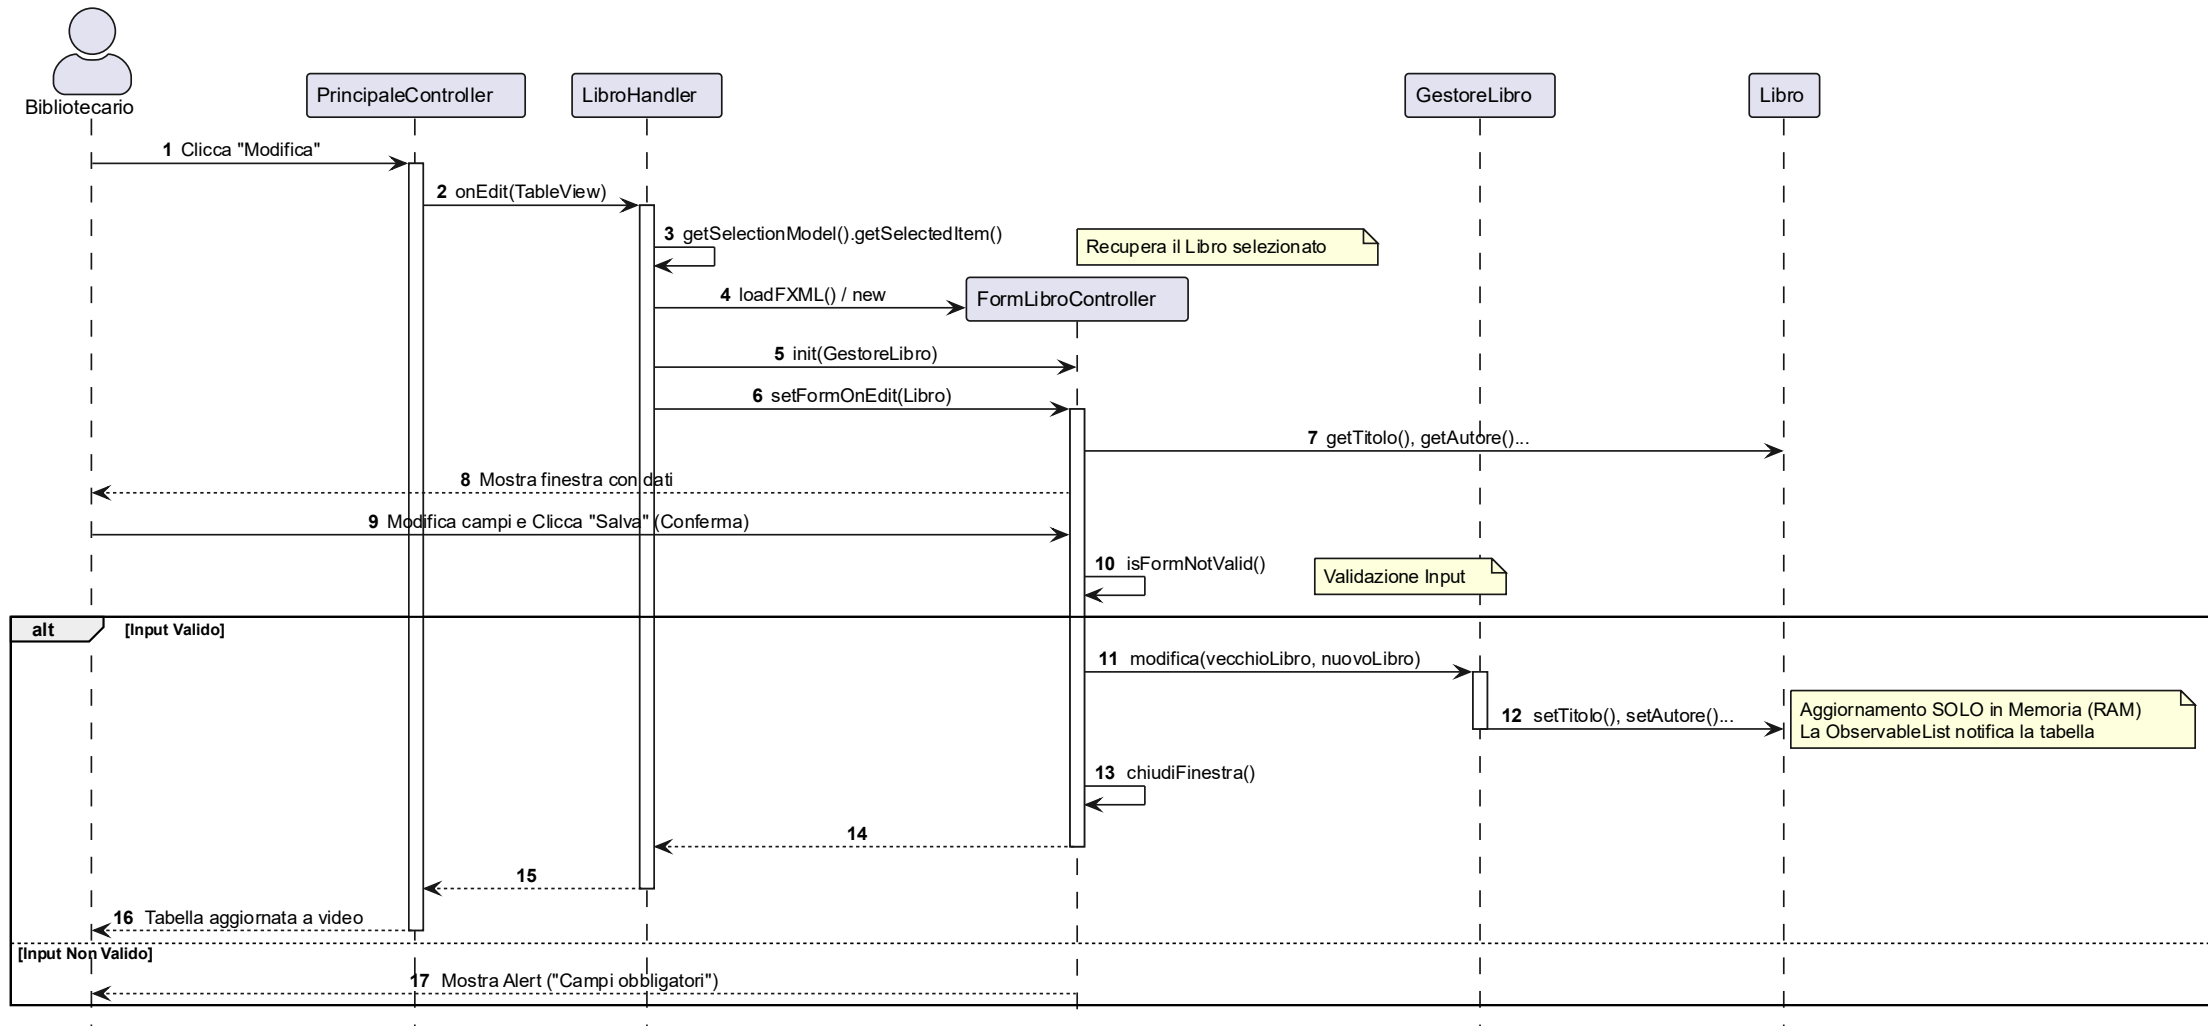 Bibliotecario
PrincipaleController
LibroHandler
GestoreLibro
Libro
1 Clicca "Modifica"
2 onEdit(TableView)
3 getSelectionModel().getSelectedItem()
Recupera il Libro selezionato
4 loadFXML() / new
FormLibroController
5 init(GestoreLibro)
6 setFormOnEdit(Libro)
7 getTitolo(), getAutore()...
8 Mostra finestra con dati
9 Modifica campi e Clicca "Salva" (Conferma)
10 isFormNotValid()
Validazione Input
alt [Input Valido]
11 modifica(vecchioLibro, nuovoLibro)
12 setTitolo(), setAutore()...
Aggiornamento SOLO in Memoria (RAM)
La ObservableList notifica la tabella
13 chiudiFinestra()
14
15
16 Tabella aggiornata a video
[Input Non Valido]
17 Mostra Alert ("Campi obbligatori")